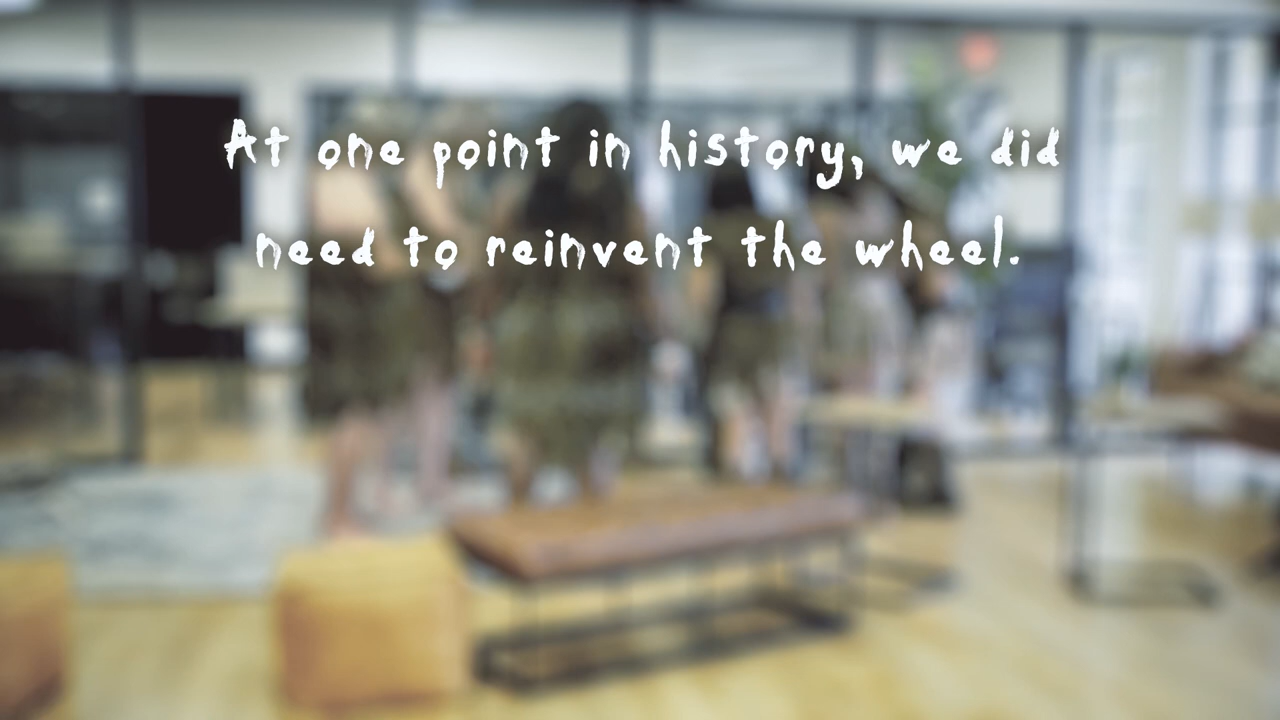 At one point in history, we did
need to reinvent the wheel.